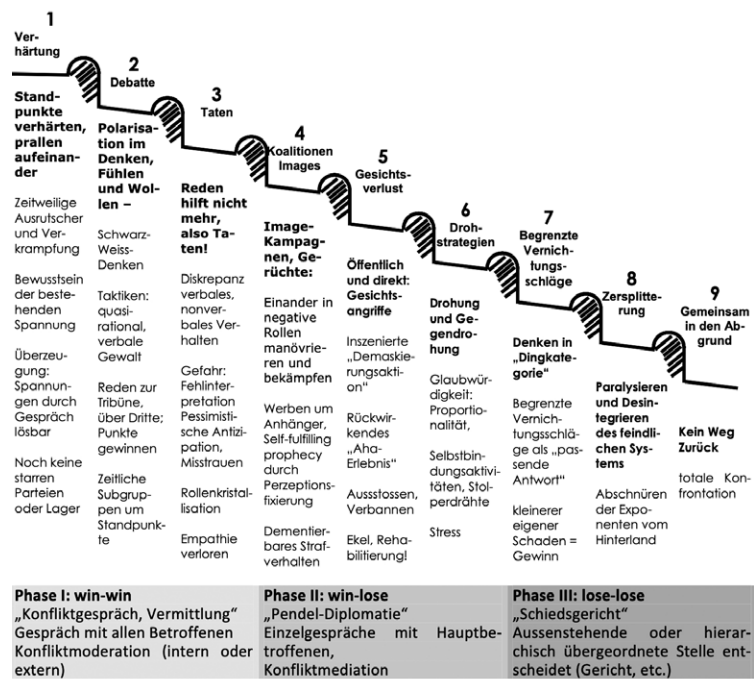 1
Ver-
härtung
Stand-
punkte
verhärten,
prallen
aufeinan-
der
Zeitweilige
Ausrutscher
und Ver-
krampfung
Bewusstsein
der beste-
henden
Spannung
Überzeu-
gung:
Spannun-
gen durch
Gespräch
lösbar
Noch keine
starren
Parteien
oder Lager
2
Debatte
Polarisa-
tion im
Denken,
Fühlen
und Wol-
len –
Schwarz-
Weiss-
Denken
Taktiken:
quasi-
rational,
verbale
Gewalt
Reden zur
Tribüne,
über Dritte;
Punkte
gewinnen
Zeitliche
Subgrup-
pen um
Standpunk-
te
3
Taten
Reden
hilft nicht
mehr,
also Ta-
ten!
Diskrepanz
verbales,
nonver-
bales Ver-
halten
Gefahr:
Fehlinter-
pretation
Pessimisti-
sche Antizi-
pation,
Misstrauen
Rollenkristal-
lisation
Empathie
verloren
4
Koalitionen
Images
Image-
Kampag-
nen, Ge-
rüchte:
Einander in
negative
Rollen
manövrie-
ren und
bekämpfen
Werben um
Anhänger,
Self-fulfilling
prophecy
durch
Perzeptions-
fixierung
Dementier-
bares Straf-
verhalten
5
Gesichts-
verlust
Öffentlich
und direkt:
Gesichts-
angriffe
Inszenierte
„Demaskie-
rungsakti-
on"
Rückwir-
kendes
„Aha-
Erlebnis"
Aussstossen,
Verbannen
Ekel, Reha-
bilitierung!
6
Droh-
strategien
Drohung
und Ge-
gendro-
hung
Glaubwür-
digkeit:
Proportio-
nalität,
Selbstbin-
dungsaktivi-
täten, Stol-
perdrähte
Stress
7
Begrenzte
Vernich-
tungs-
schläge
Denken in
„Dingkate-
gorie"
Begrenzte
Vernich-
tungsschlä-
ge als „pas-
sende
Antwort"
kleinerer
eigener
Schaden =
Gewinn
8
Zersplitte-
rung
Paralysieren
und Desin-
tegrieren
des feindli-
chen Sys-
tems
Abschnüren
der Expo-
nenten vom
Hinterland
9
Gemeinsam
in den Ab-
grund
Kein Weg
Zurück
totale Kon-
frontation
Phase I: win-win
„Konfliktgespräch, Vermittlung"
Gespräch mit allen Betroffenen
Konfliktmoderation (intern oder
extern)
Phase II: win-lose
„Pendel-Diplomatie"
Einzelgespräche mit Hauptbe-
troffenen,
Konfliktmediation
Phase III: lose-lose
„Schiedsgericht"
Aussenstehende oder hierar-
chisch übergeordnete Stelle ent-
scheidet (Gericht, etc.)